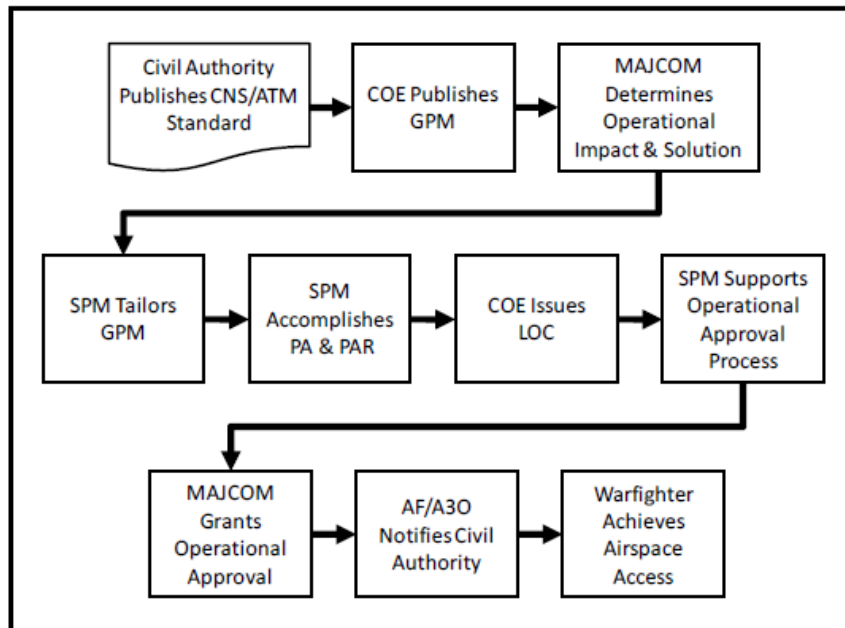 Civil Authority
Publishes CNS/ATM
Standard
COE Publishes
GPM
MAJCOM
Determines
Operational
Impact & Solution
SPM Tailors
GPM
SPM
Accomplishes
PA & PAR
COE Issues
LOC
SPM Supports
Operational
Approval
Process
MAJCOM
Grants
Operational
Approval
AF/A3O
Notifies Civil
Authority
Warfighter
Achieves
Airspace
Access